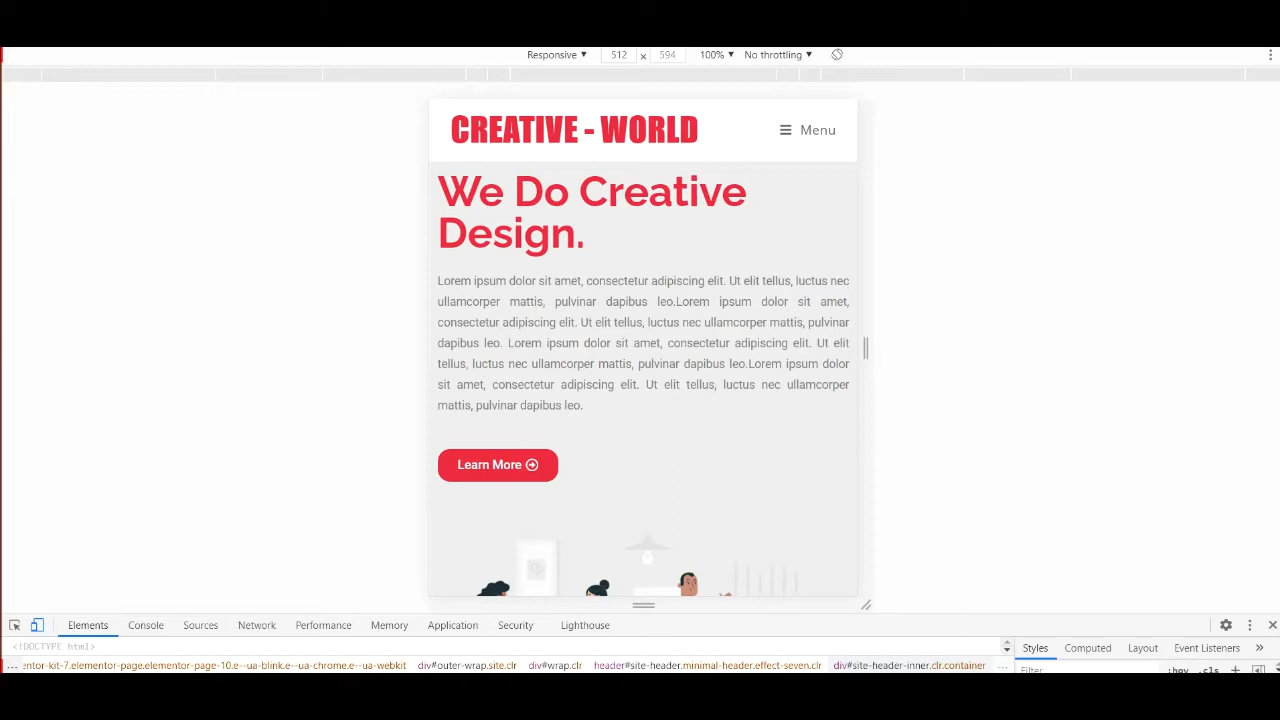 Responsive ▼ 512 × 594 100% ▼ No throttling ▼
CREATIVE - WORLD
Menu
We Do Creative
Design.
Lorem ipsum dolor sit amet, consectetur adipiscing elit. Ut elit tellus, luctus nec
ullamcorper mattis, pulvinar dapibus leo.Lorem ipsum dolor sit amet,
consectetur adipiscing elit. Ut elit tellus, luctus nec ullamcorper mattis, pulvinar
dapibus leo. Lorem ipsum dolor sit amet, consectetur adipiscing elit. Ut elit
tellus, luctus nec ullamcorper mattis, pulvinar dapibus leo.Lorem ipsum dolor
sit amet, consectetur adipiscing elit. Ut elit tellus, luctus nec ullamcorper
mattis, pulvinar dapibus leo.
Learn More
Elements Console Sources Network Performance Memory Application Security Lighthouse
<!DOCTYPE html>
Styles Computed Layout Event Listeners »
... entor-kit-7.elementor-page.elementor-page-10.e--ua-blink.e--ua-chrome.e--ua-webkit div#outer-wrap.site.clr div#wrap.clr header#site-header.minimal-header.effect-seven.clr div#site-header-inner.clr.container ...
Filter :hov .cls +